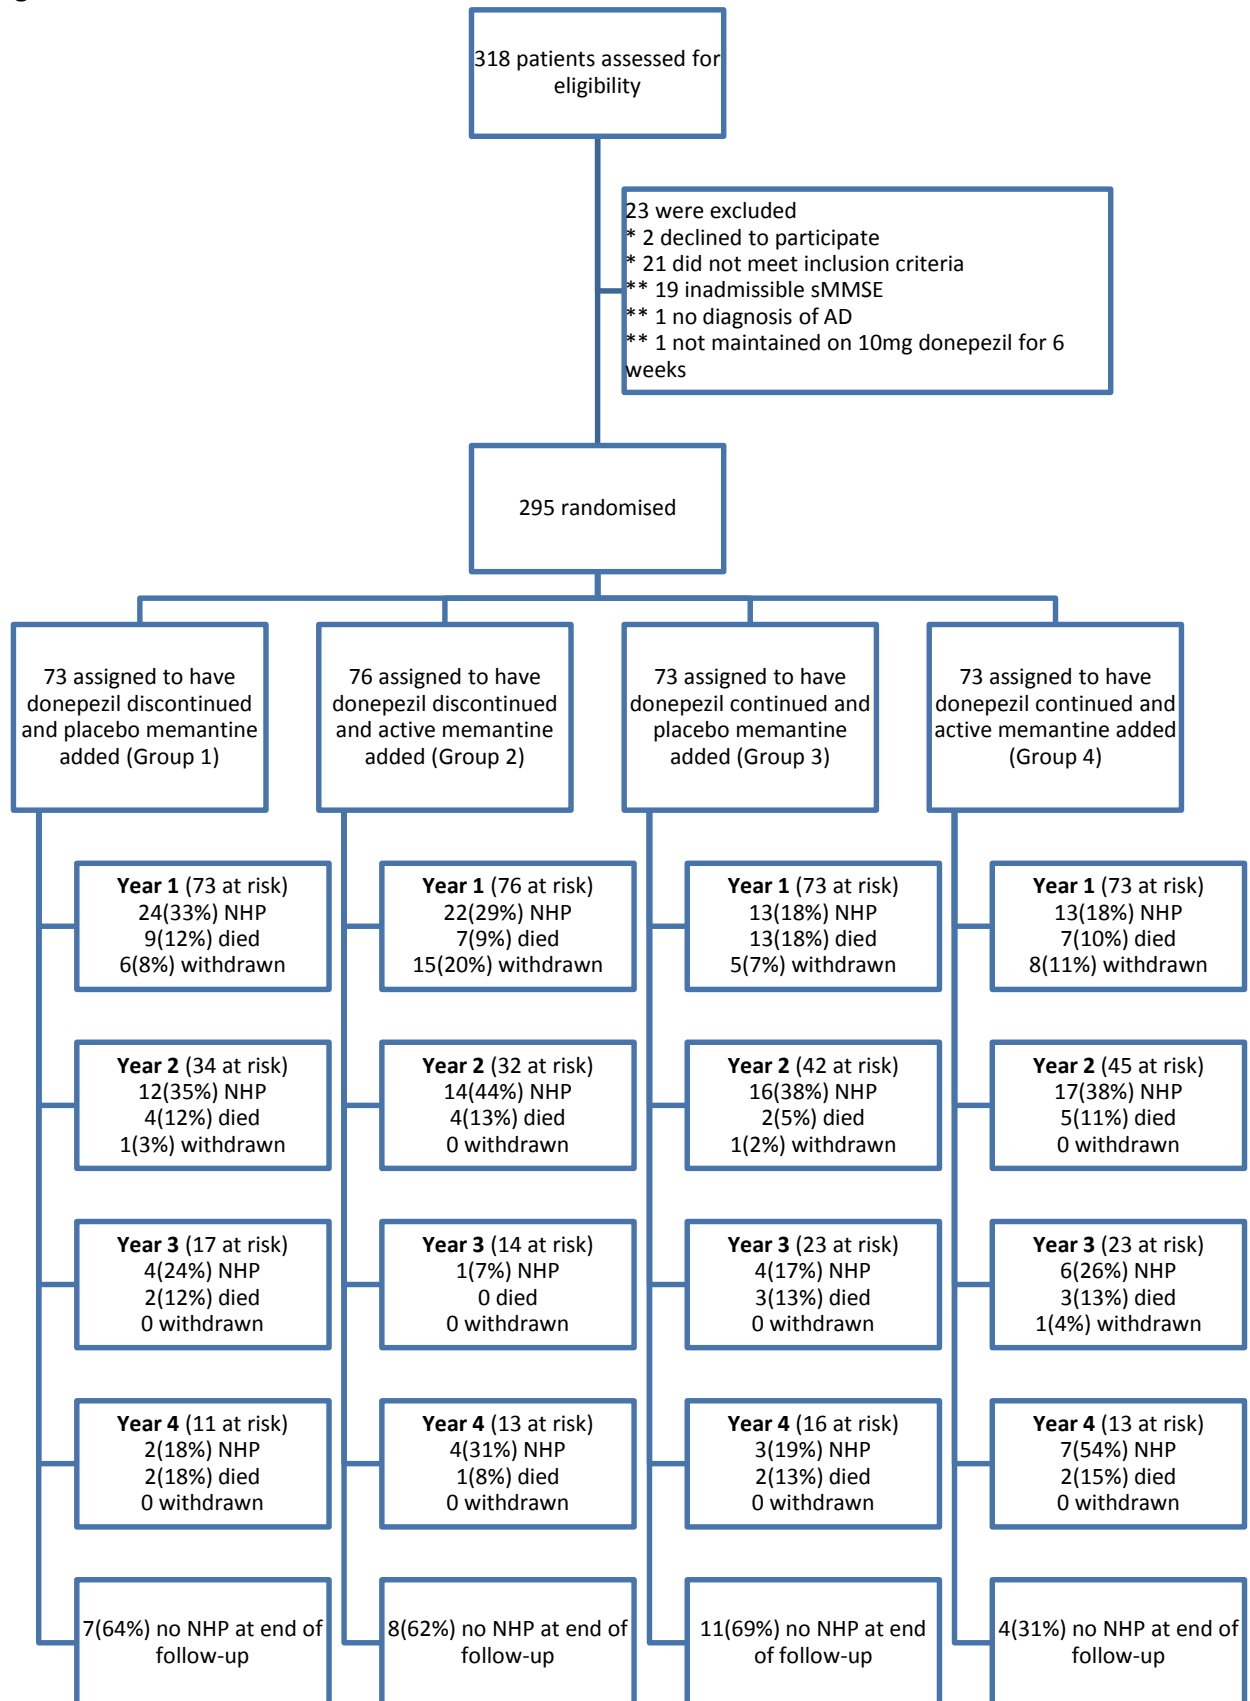 318 patients assessed for
eligibility
23 were excluded
* 2 declined to participate
* 21 did not meet inclusion criteria
** 19 inadmissible sMMSE
** 1 no diagnosis of AD
** 1 not maintained on 10mg donepezil for 6
weeks
295 randomised
73 assigned to have
donepezil discontinued
and placebo memantine
added (Group 1)
76 assigned to have
donepezil discontinued
and active memantine
added (Group 2)
73 assigned to have
donepezil continued and
placebo memantine
added (Group 3)
73 assigned to have
donepezil continued and
active memantine added
(Group 4)
Year 1 (73 at risk)
24(33%) NHP
9(12%) died
6(8%) withdrawn
Year 1 (76 at risk)
22(29%) NHP
7(9%) died
15(20%) withdrawn
Year 1 (73 at risk)
13(18%) NHP
13(18%) died
5(7%) withdrawn
Year 1 (73 at risk)
13(18%) NHP
7(10%) died
8(11%) withdrawn
Year 2 (34 at risk)
12(35%) NHP
4(12%) died
1(3%) withdrawn
Year 2 (32 at risk)
14(44%) NHP
4(13%) died
0 withdrawn
Year 2 (42 at risk)
16(38%) NHP
2(5%) died
1(2%) withdrawn
Year 2 (45 at risk)
17(38%) NHP
5(11%) died
0 withdrawn
Year 3 (17 at risk)
4(24%) NHP
2(12%) died
0 withdrawn
Year 3 (14 at risk)
1(7%) NHP
0 died
0 withdrawn
Year 3 (23 at risk)
4(17%) NHP
3(13%) died
0 withdrawn
Year 3 (23 at risk)
6(26%) NHP
3(13%) died
1(4%) withdrawn
Year 4 (11 at risk)
2(18%) NHP
2(18%) died
0 withdrawn
Year 4 (13 at risk)
4(31%) NHP
1(8%) died
0 withdrawn
Year 4 (16 at risk)
3(19%) NHP
2(13%) died
0 withdrawn
Year 4 (13 at risk)
7(54%) NHP
2(15%) died
0 withdrawn
7(64%) no NHP at end of
follow-up
8(62%) no NHP at end of
follow-up
11(69%) no NHP at end
of follow-up
4(31%) no NHP at end of
follow-up